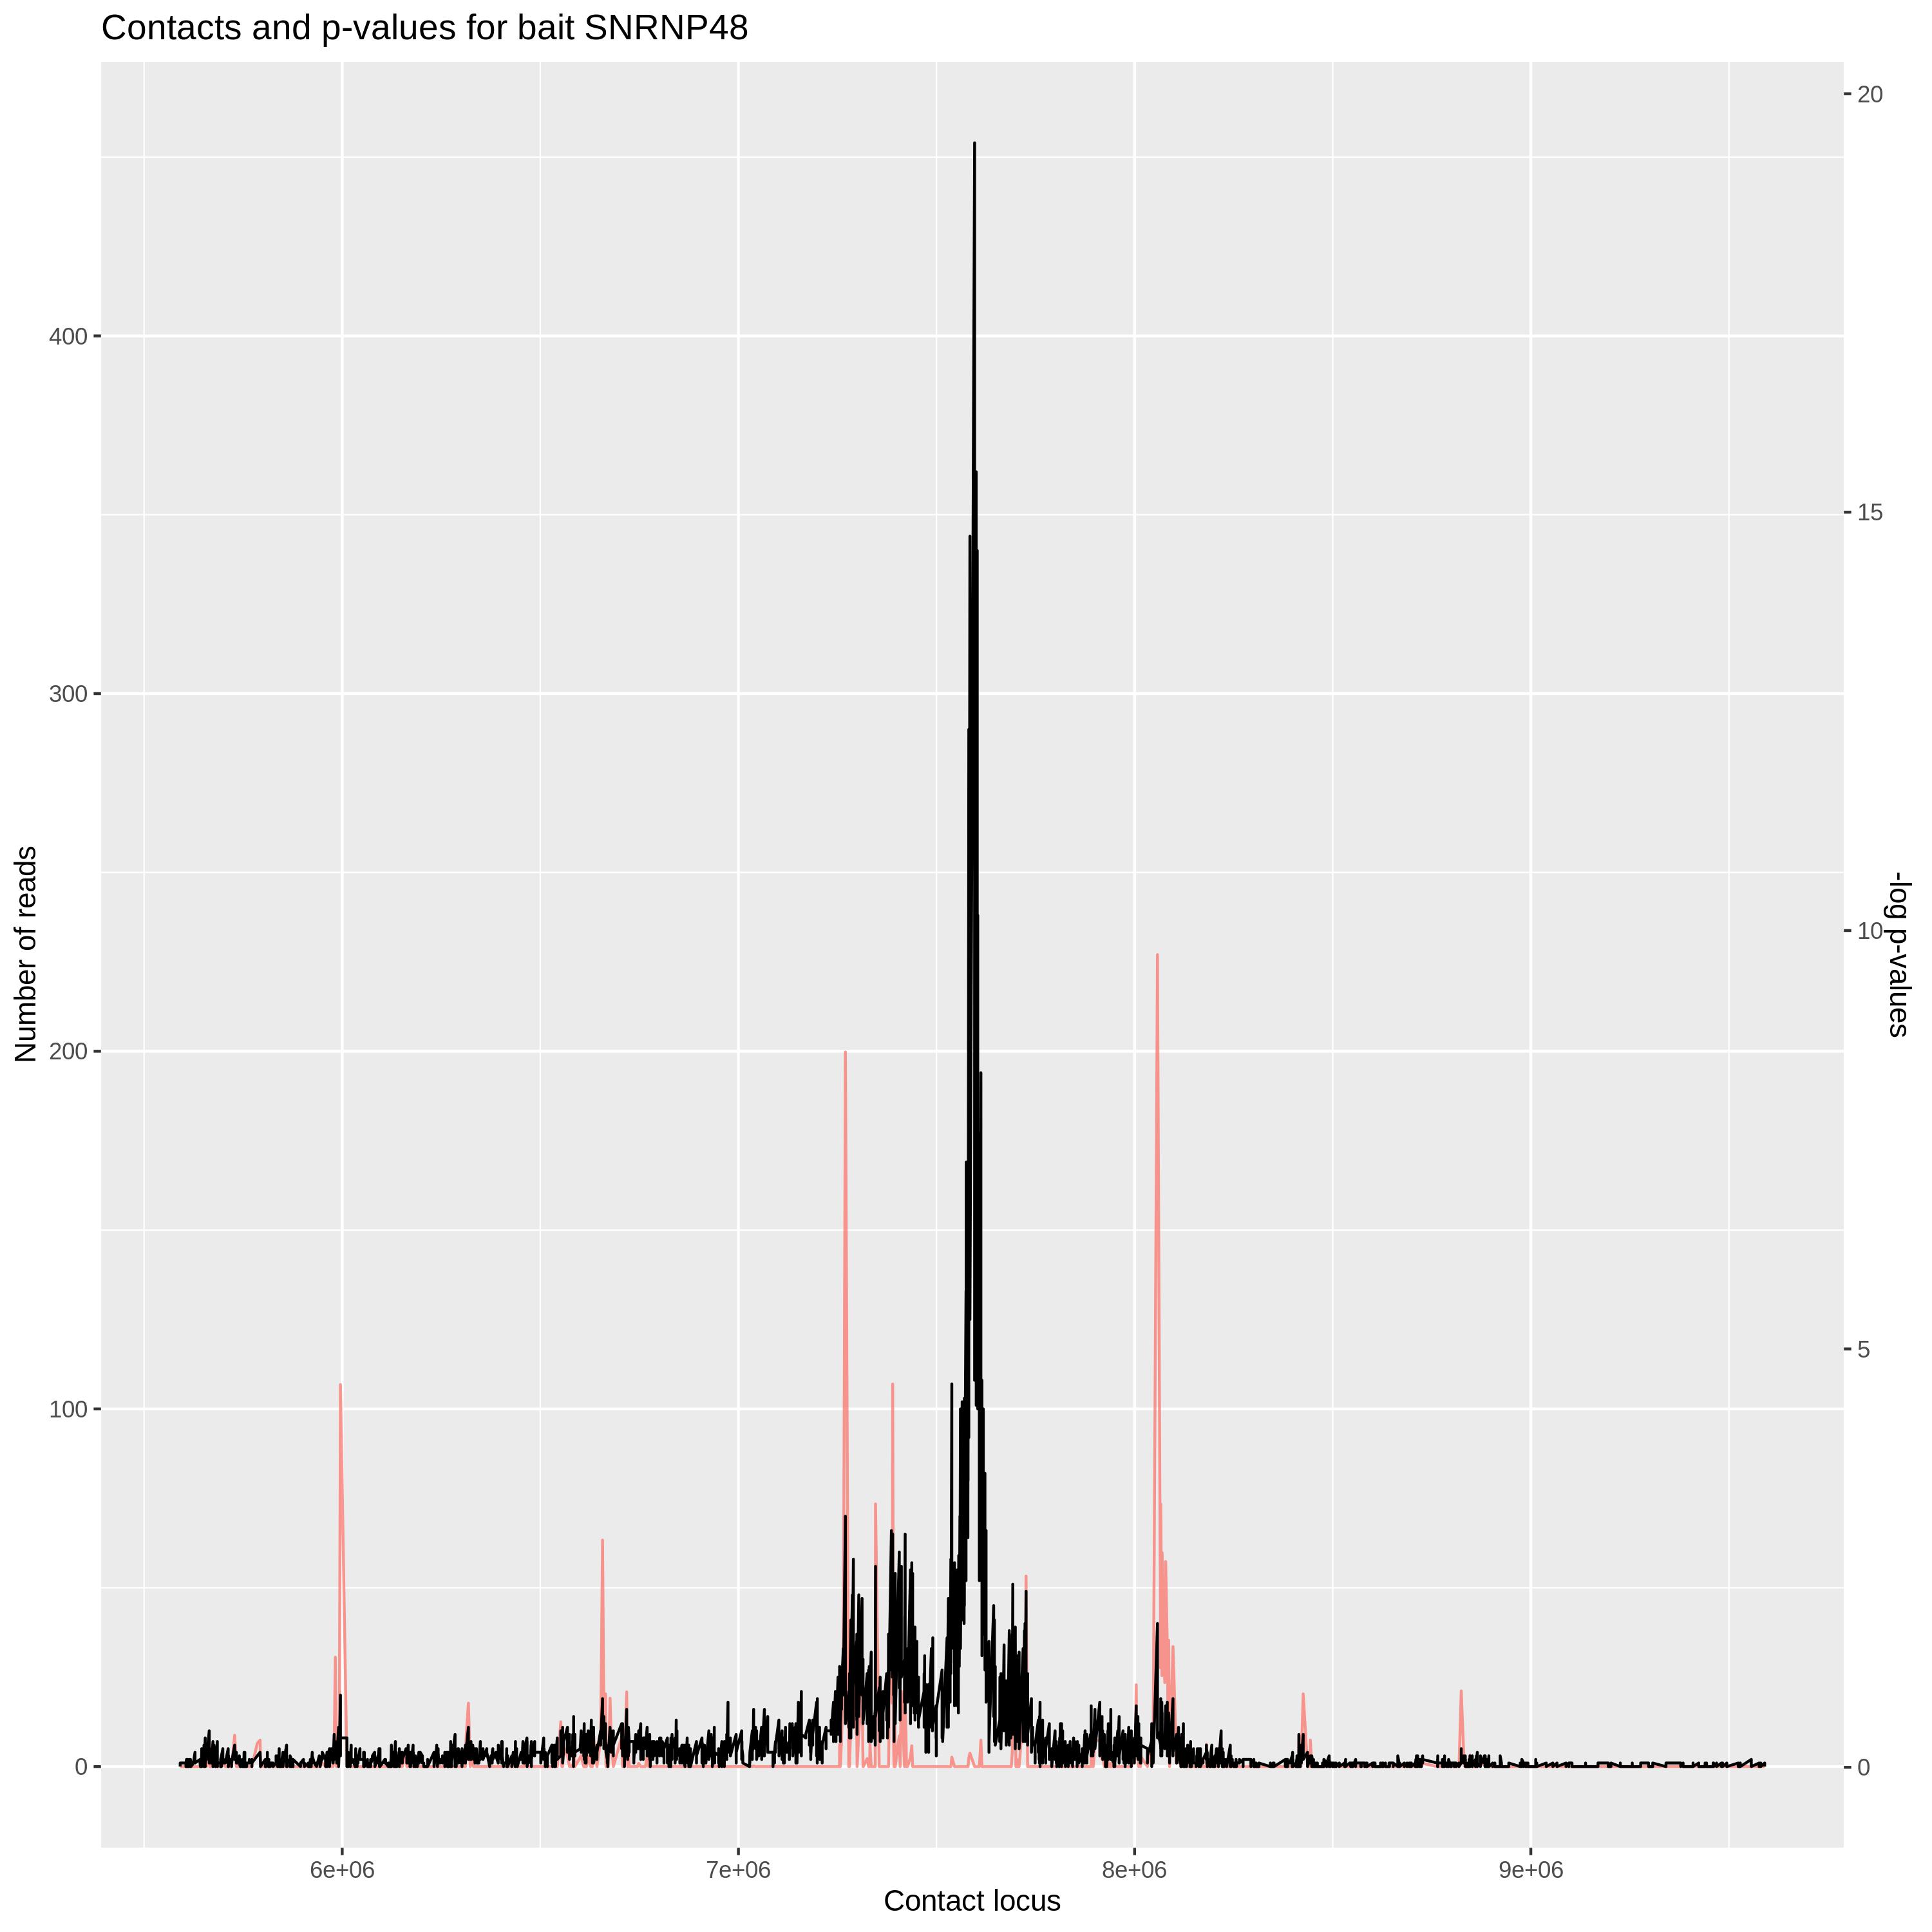 Contacts and p-values for bait SNRNP48
Number of reads
400
300
200
100
0
20
15
10
5
0
-log p-values
6e+06
7e+06
8e+06
9e+06
Contact locus